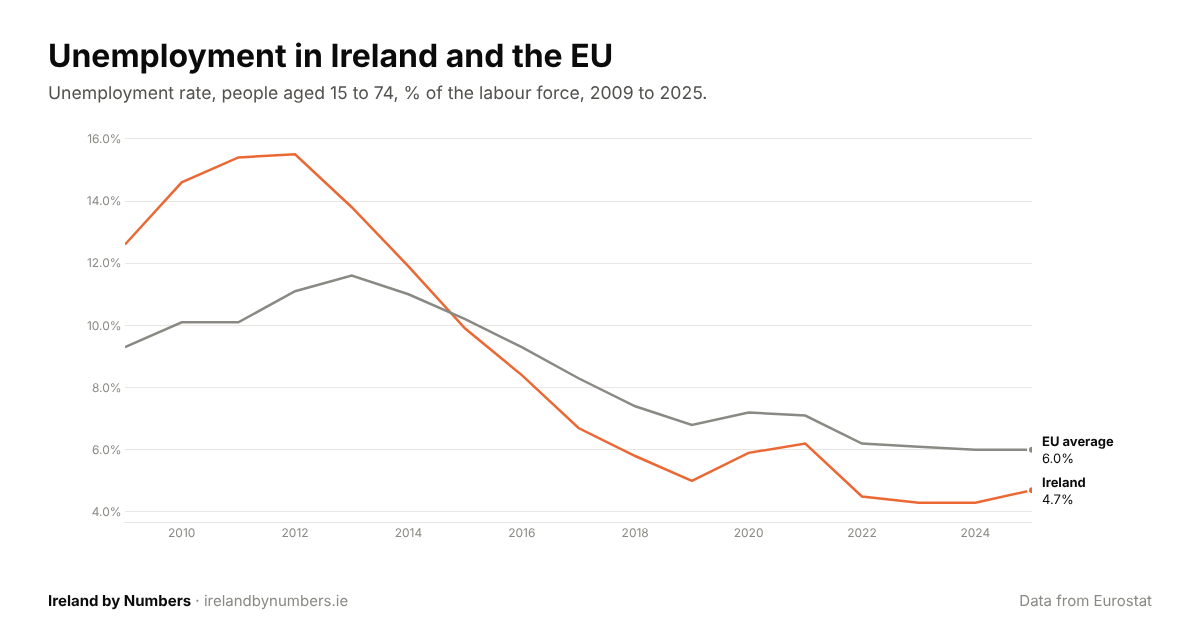 Unemployment in Ireland and the EU
Unemployment rate, people aged 15 to 74, % of the labour force, 2009 to 2025.
16.0%
14.0%
12.0%
10.0%
8.0%
6.0%
4.0%
EU average
6.0%
Ireland
4.7%
2010 2012 2014 2016 2018 2020 2022 2024
Ireland by Numbers · irelandbynumbers.ie Data from Eurostat